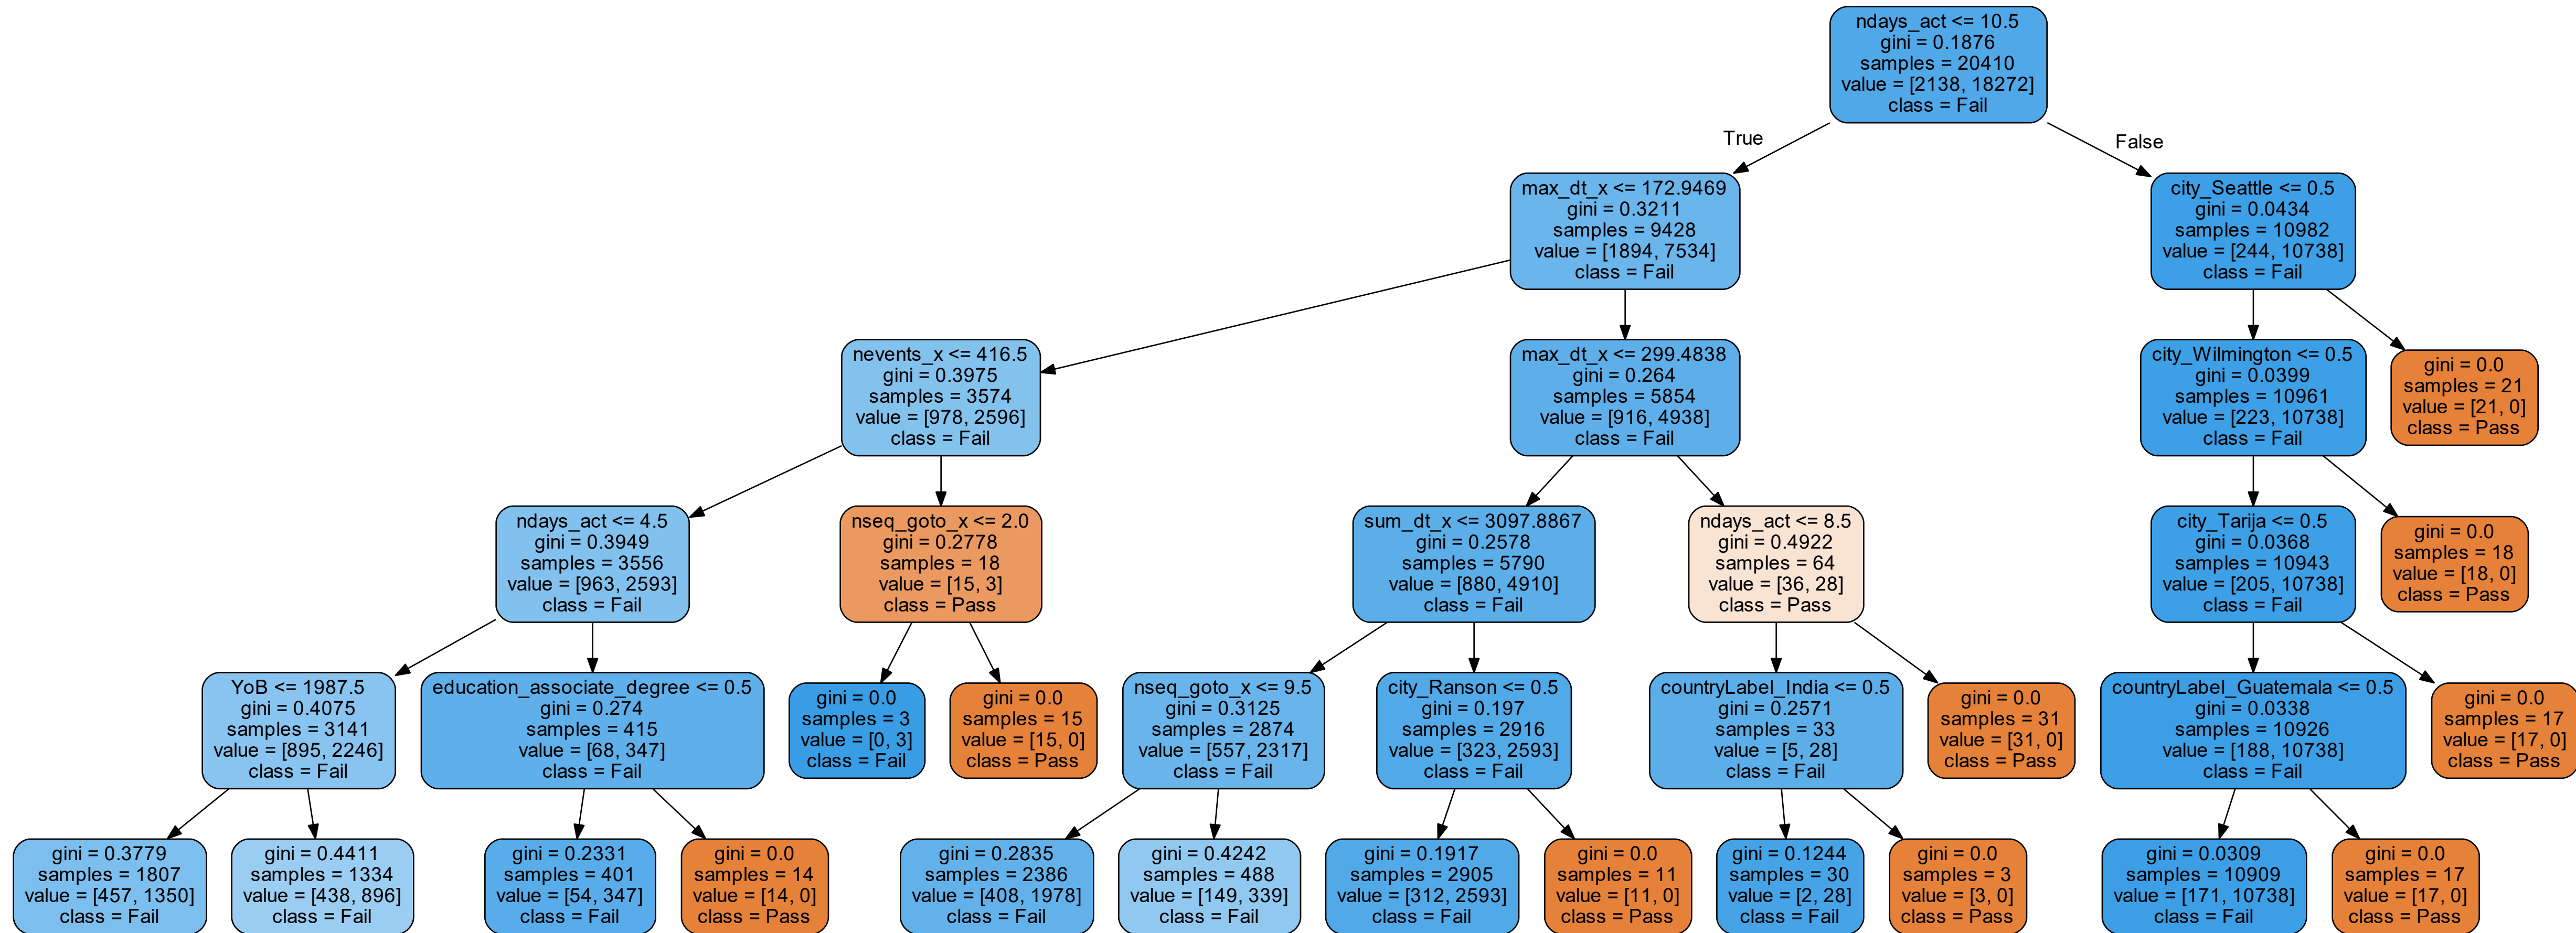 ndays_act <= 10.5
gini = 0.1876
samples = 20410
value = [2138, 18272]
class = Fail
True
False
max_dt_x <= 172.9469
gini = 0.3211
samples = 9428
value = [1894, 7534]
class = Fail
city_Seattle <= 0.5
gini = 0.0434
samples = 10982
value = [244, 10738]
class = Fail
nevents_x <= 416.5
gini = 0.3975
samples = 3574
value = [978, 2596]
class = Fail
max_dt_x <= 299.4838
gini = 0.264
samples = 5854
value = [916, 4938]
class = Fail
city_Wilmington <= 0.5
gini = 0.0399
samples = 10961
value = [223, 10738]
class = Fail
gini = 0.0
samples = 21
value = [21, 0]
class = Pass
ndays_act <= 4.5
gini = 0.3949
samples = 3556
value = [963, 2593]
class = Fail
nseq_goto_x <= 2.0
gini = 0.2778
samples = 18
value = [15, 3]
class = Pass
sum_dt_x <= 3097.8867
gini = 0.2578
samples = 5790
value = [880, 4910]
class = Fail
ndays_act <= 8.5
gini = 0.4922
samples = 64
value = [36, 28]
class = Pass
city_Tarija <= 0.5
gini = 0.0368
samples = 10943
value = [205, 10738]
class = Fail
gini = 0.0
samples = 18
value = [18, 0]
class = Pass
YoB <= 1987.5
gini = 0.4075
samples = 3141
value = [895, 2246]
class = Fail
education_associate_degree <= 0.5
gini = 0.274
samples = 415
value = [68, 347]
class = Fail
gini = 0.0
samples = 3
value = [0, 3]
class = Fail
gini = 0.0
samples = 15
value = [15, 0]
class = Pass
nseq_goto_x <= 9.5
gini = 0.3125
samples = 2874
value = [557, 2317]
class = Fail
city_Ranson <= 0.5
gini = 0.197
samples = 2916
value = [323, 2593]
class = Fail
countryLabel_India <= 0.5
gini = 0.2571
samples = 33
value = [5, 28]
class = Fail
gini = 0.0
samples = 31
value = [31, 0]
class = Pass
countryLabel_Guatemala <= 0.5
gini = 0.0338
samples = 10926
value = [188, 10738]
class = Fail
gini = 0.0
samples = 17
value = [17, 0]
class = Pass
gini = 0.3779
samples = 1807
value = [457, 1350]
class = Fail
gini = 0.4411
samples = 1334
value = [438, 896]
class = Fail
gini = 0.2331
samples = 401
value = [54, 347]
class = Fail
gini = 0.0
samples = 14
value = [14, 0]
class = Pass
gini = 0.2835
samples = 2386
value = [408, 1978]
class = Fail
gini = 0.4242
samples = 488
value = [149, 339]
class = Fail
gini = 0.1917
samples = 2905
value = [312, 2593]
class = Fail
gini = 0.0
samples = 11
value = [11, 0]
class = Pass
gini = 0.1244
samples = 30
value = [2, 28]
class = Fail
gini = 0.0
samples = 3
value = [3, 0]
class = Pass
gini = 0.0309
samples = 10909
value = [171, 10738]
class = Fail
gini = 0.0
samples = 17
value = [17, 0]
class = Pass